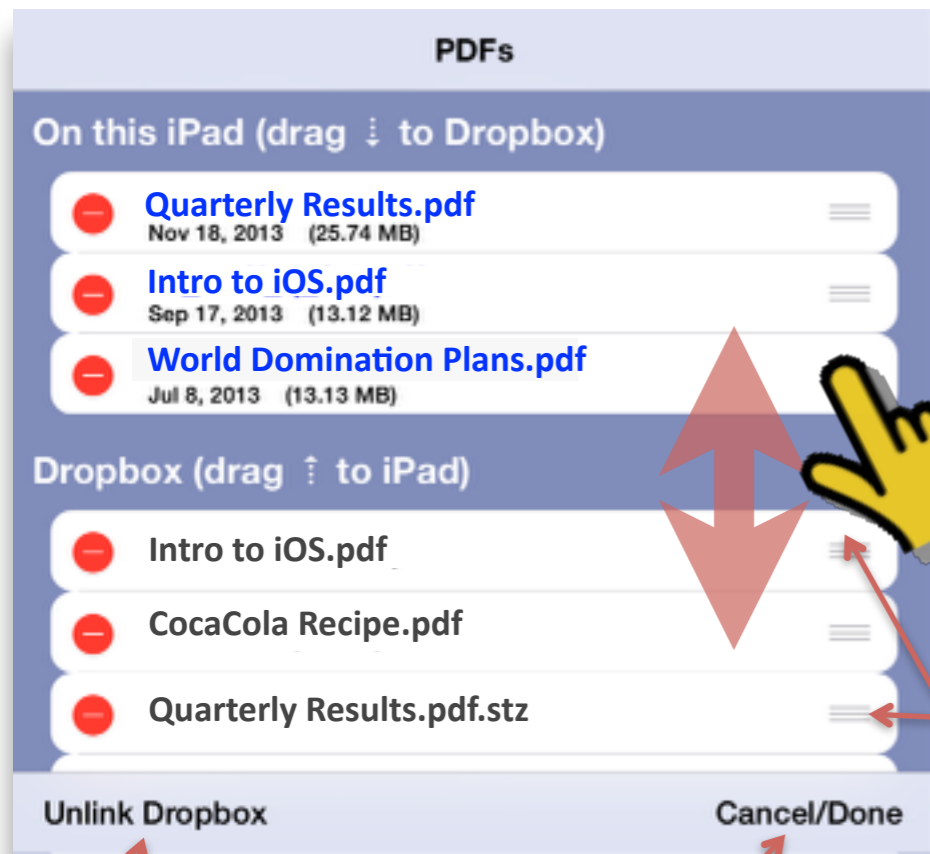 PDFs
On this iPad (drag ⇣ to Dropbox)
Quarterly Results.pdf
Nov 18, 2013 (25.74 MB)
Intro to iOS.pdf
Sep 17, 2013 (13.12 MB)
World Domination Plans.pdf
Jul 8, 2013 (13.13 MB)
Dropbox (drag ⇡ to iPad)
Intro to iOS.pdf
CocaCola Recipe.pdf
Quarterly Results.pdf.stz
Unlink Dropbox Cancel/Done